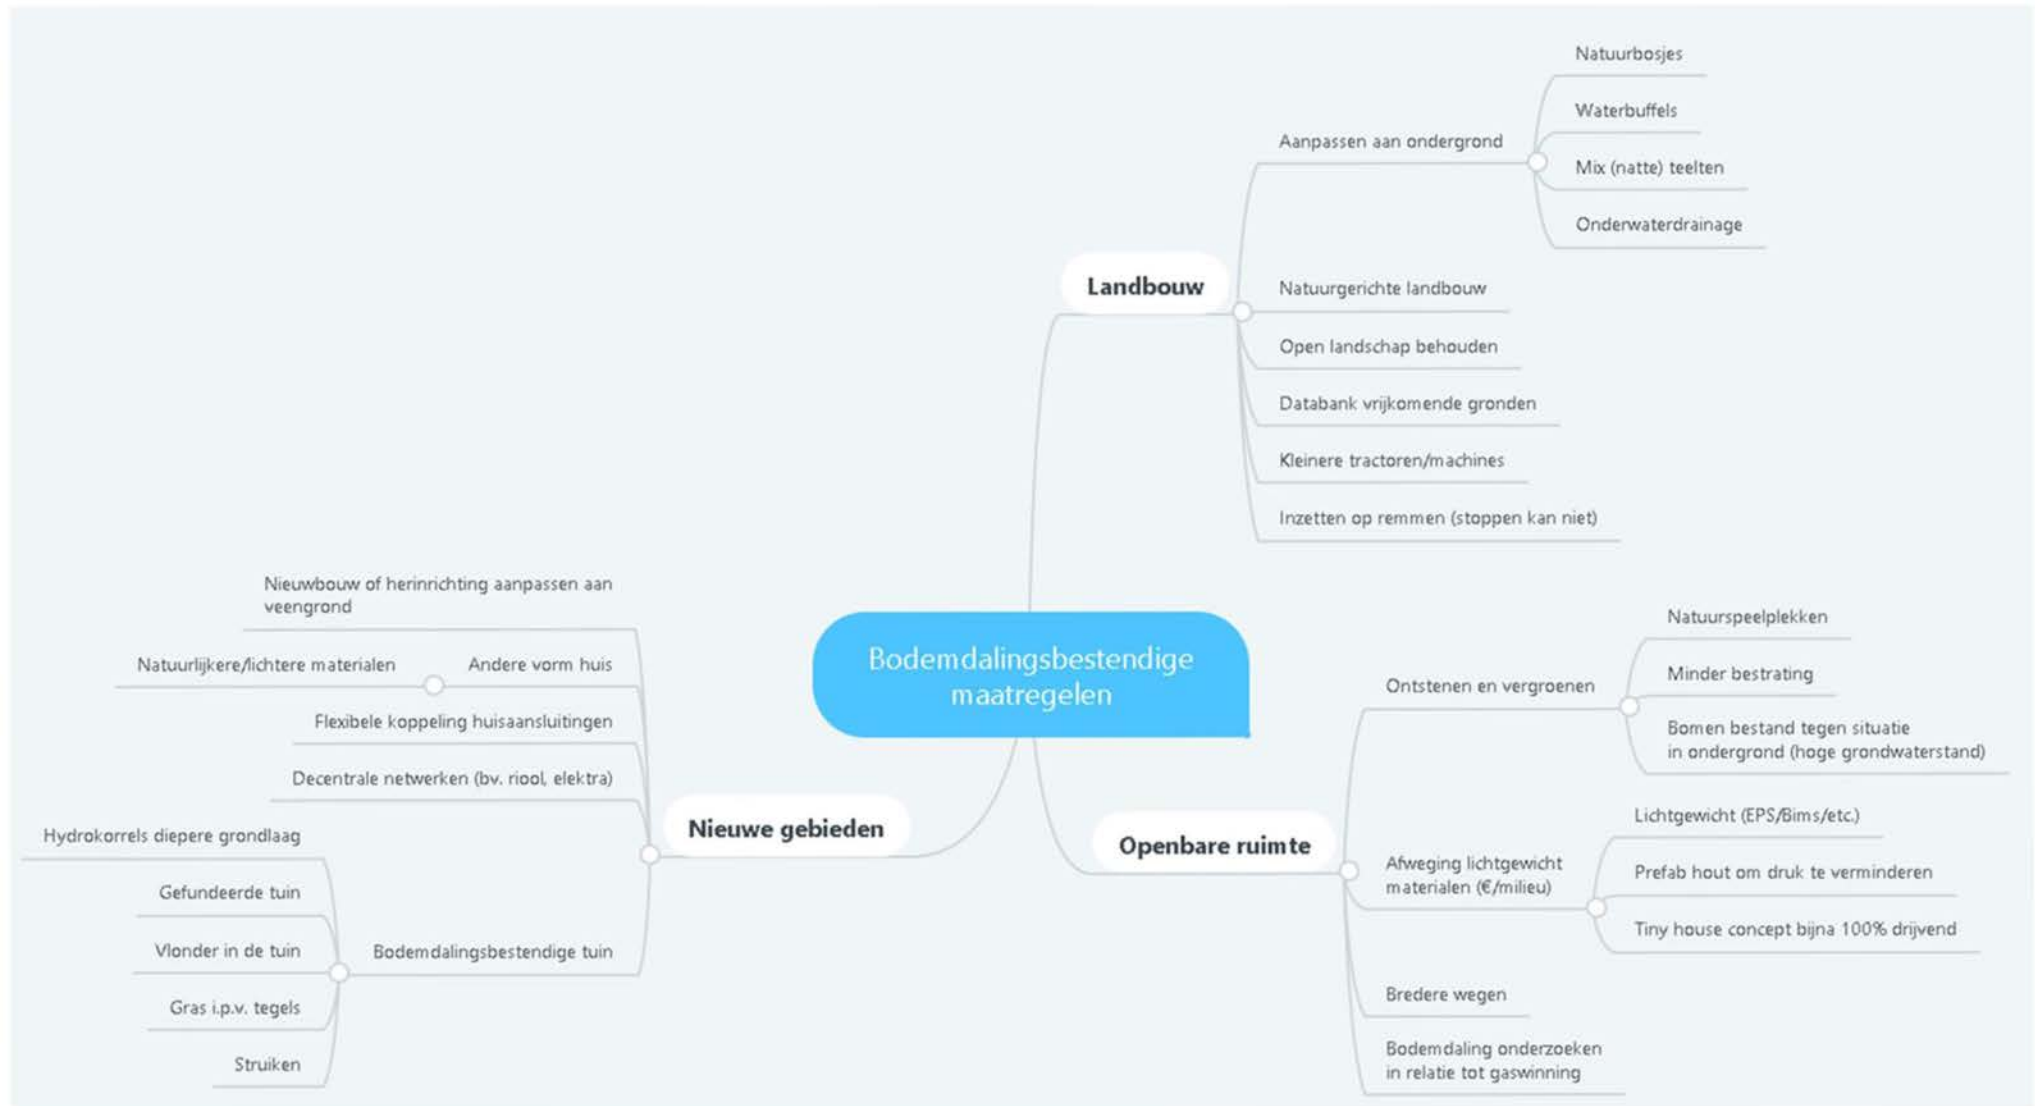 Natuurbosjes
Waterbuffels
Aanpassen aan ondergrond
Mix (natte) teelten
Onderwaterdrainage
Landbouw
Natuurgerichte landbouw
Open landschap behouden
Databank vrijkomende gronden
Kleinere tractoren/machines
Inzetten op remmen (stoppen kan niet)
Bodemdalingsbestendige
maatregelen
Nieuwbouw of herinrichting aanpassen aan
veengrond
Natuurlijkere/lichtere materialen
Andere vorm huis
Flexibele koppeling huisaansluitingen
Decentrale netwerken (bv. riool, elektra)
Nieuwe gebieden
Hydrokorrels diepere grondlaag
Gefundeerde tuin
Vlonder in de tuin
Bodemdalingsbestendige tuin
Gras i.p.v. tegels
Struiken
Openbare ruimte
Natuurspeelplekken
Ontstenen en vergroenen
Minder bestrating
Bomen bestand tegen situatie
in ondergrond (hoge grondwaterstand)
Lichtgewicht (EPS/Bims/etc.)
Afweging lichtgewicht
materialen (€/milieu)
Prefab hout om druk te verminderen
Tiny house concept bijna 100% drijvend
Bredere wegen
Bodemdaling onderzoeken
in relatie tot gaswinning